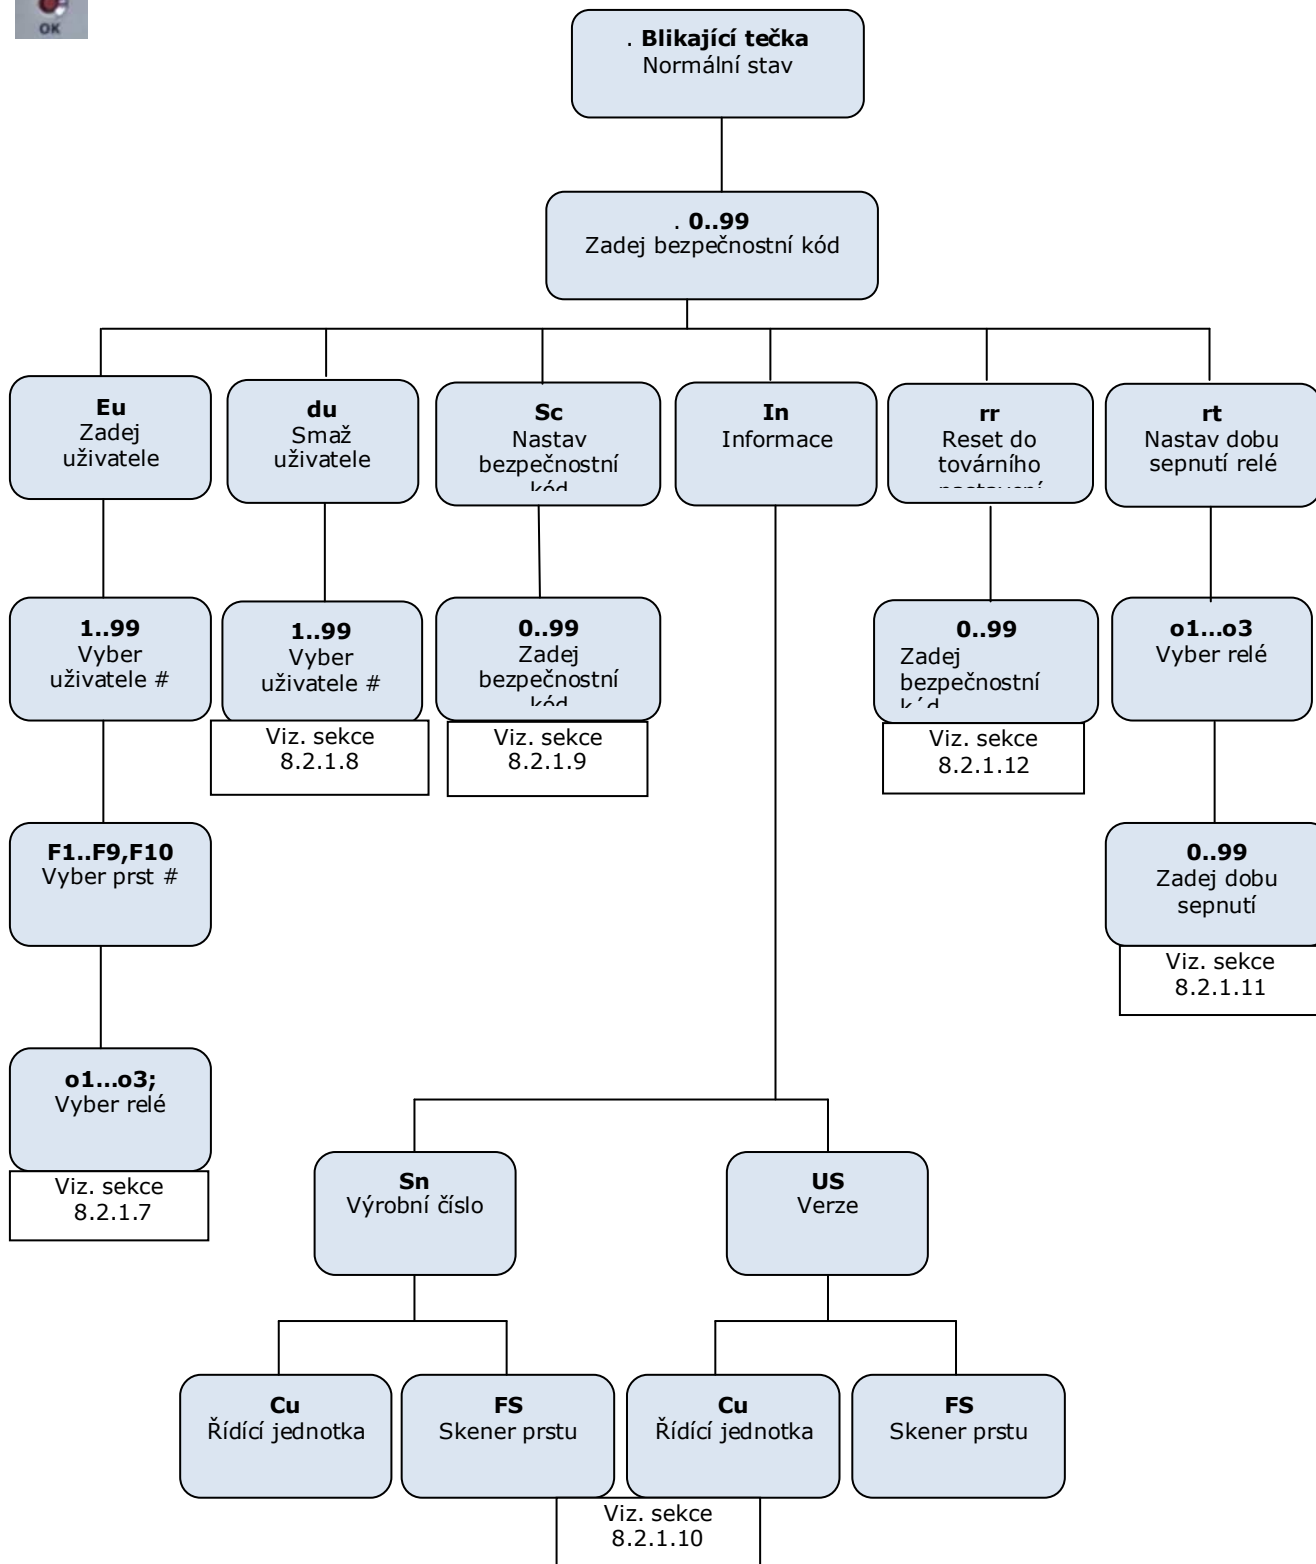 OK
. Blikající tečka
Normální stav
. 0..99
Zadej bezpečnostní kód
Eu
Zadej
uživatele
du
Smaž
uživatele
Sc
Nastav
bezpečnostní
kód
In
Informace
rr
Reset do
továrního
rt
Nastav dobu
sepnutí relé
1..99
Vyber
uživatele #
1..99
Vyber
uživatele #
Viz. sekce
8.2.1.8
0..99
Zadej
bezpečnostní
kód
Viz. sekce
8.2.1.9
0..99
Zadej
bezpečnostní
Viz. sekce
8.2.1.12
o1...o3
Vyber relé
F1..F9,F10
Vyber prst #
0..99
Zadej dobu
sepnutí
Viz. sekce
8.2.1.11
o1...o3;
Vyber relé
Viz. sekce
8.2.1.7
Sn
Výrobní číslo
US
Verze
Cu
Řídící jednotka
FS
Skener prstu
Cu
Řídící jednotka
FS
Skener prstu
Viz. sekce
8.2.1.10